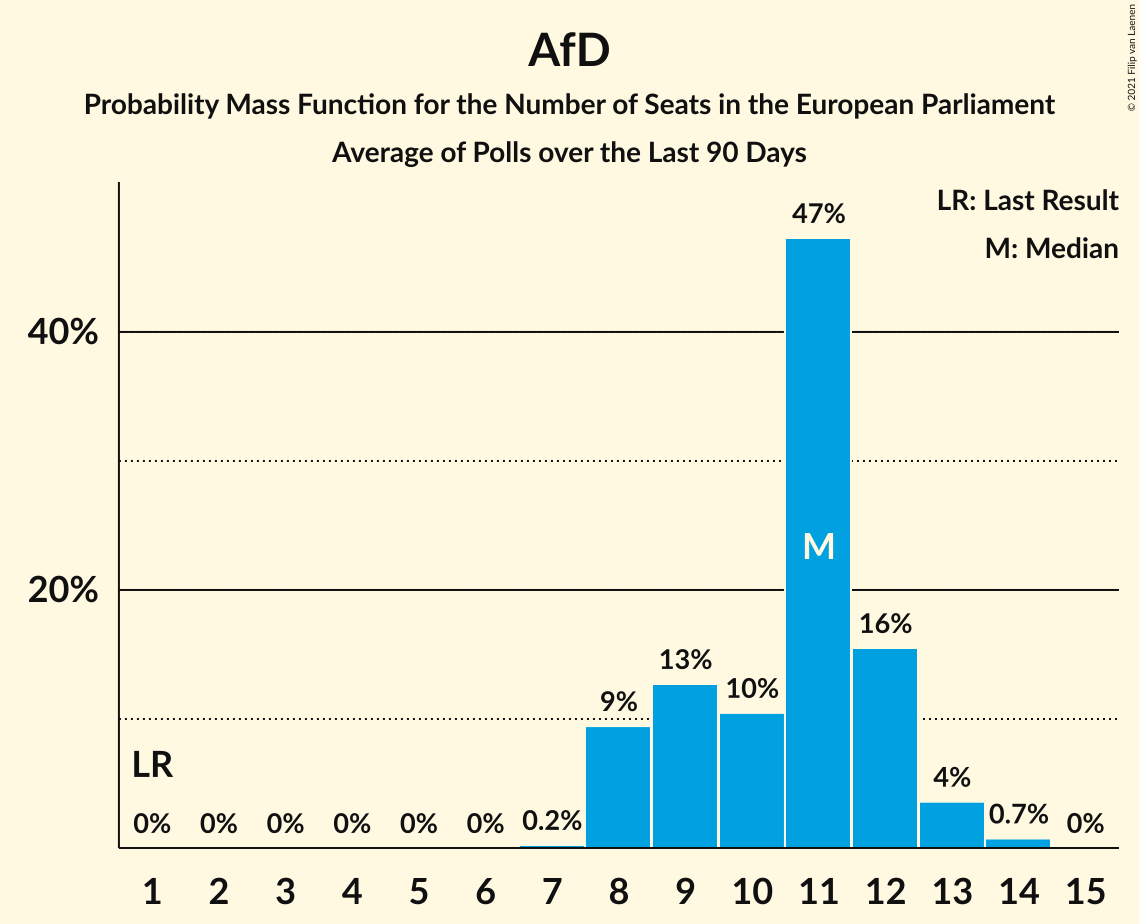 AfD
Probability Mass Function for the Number of Seats in the European Parliament
Average of Polls over the Last 90 Days
© 2021 Filip van Laenen
LR: Last Result
M: Median
40%
20%
LR
0% 0% 0% 0% 0% 0% 0.2% 9% 13% 10% 47% 16% 4% 0.7% 0%
M
1 2 3 4 5 6 7 8 9 10 11 12 13 14 15